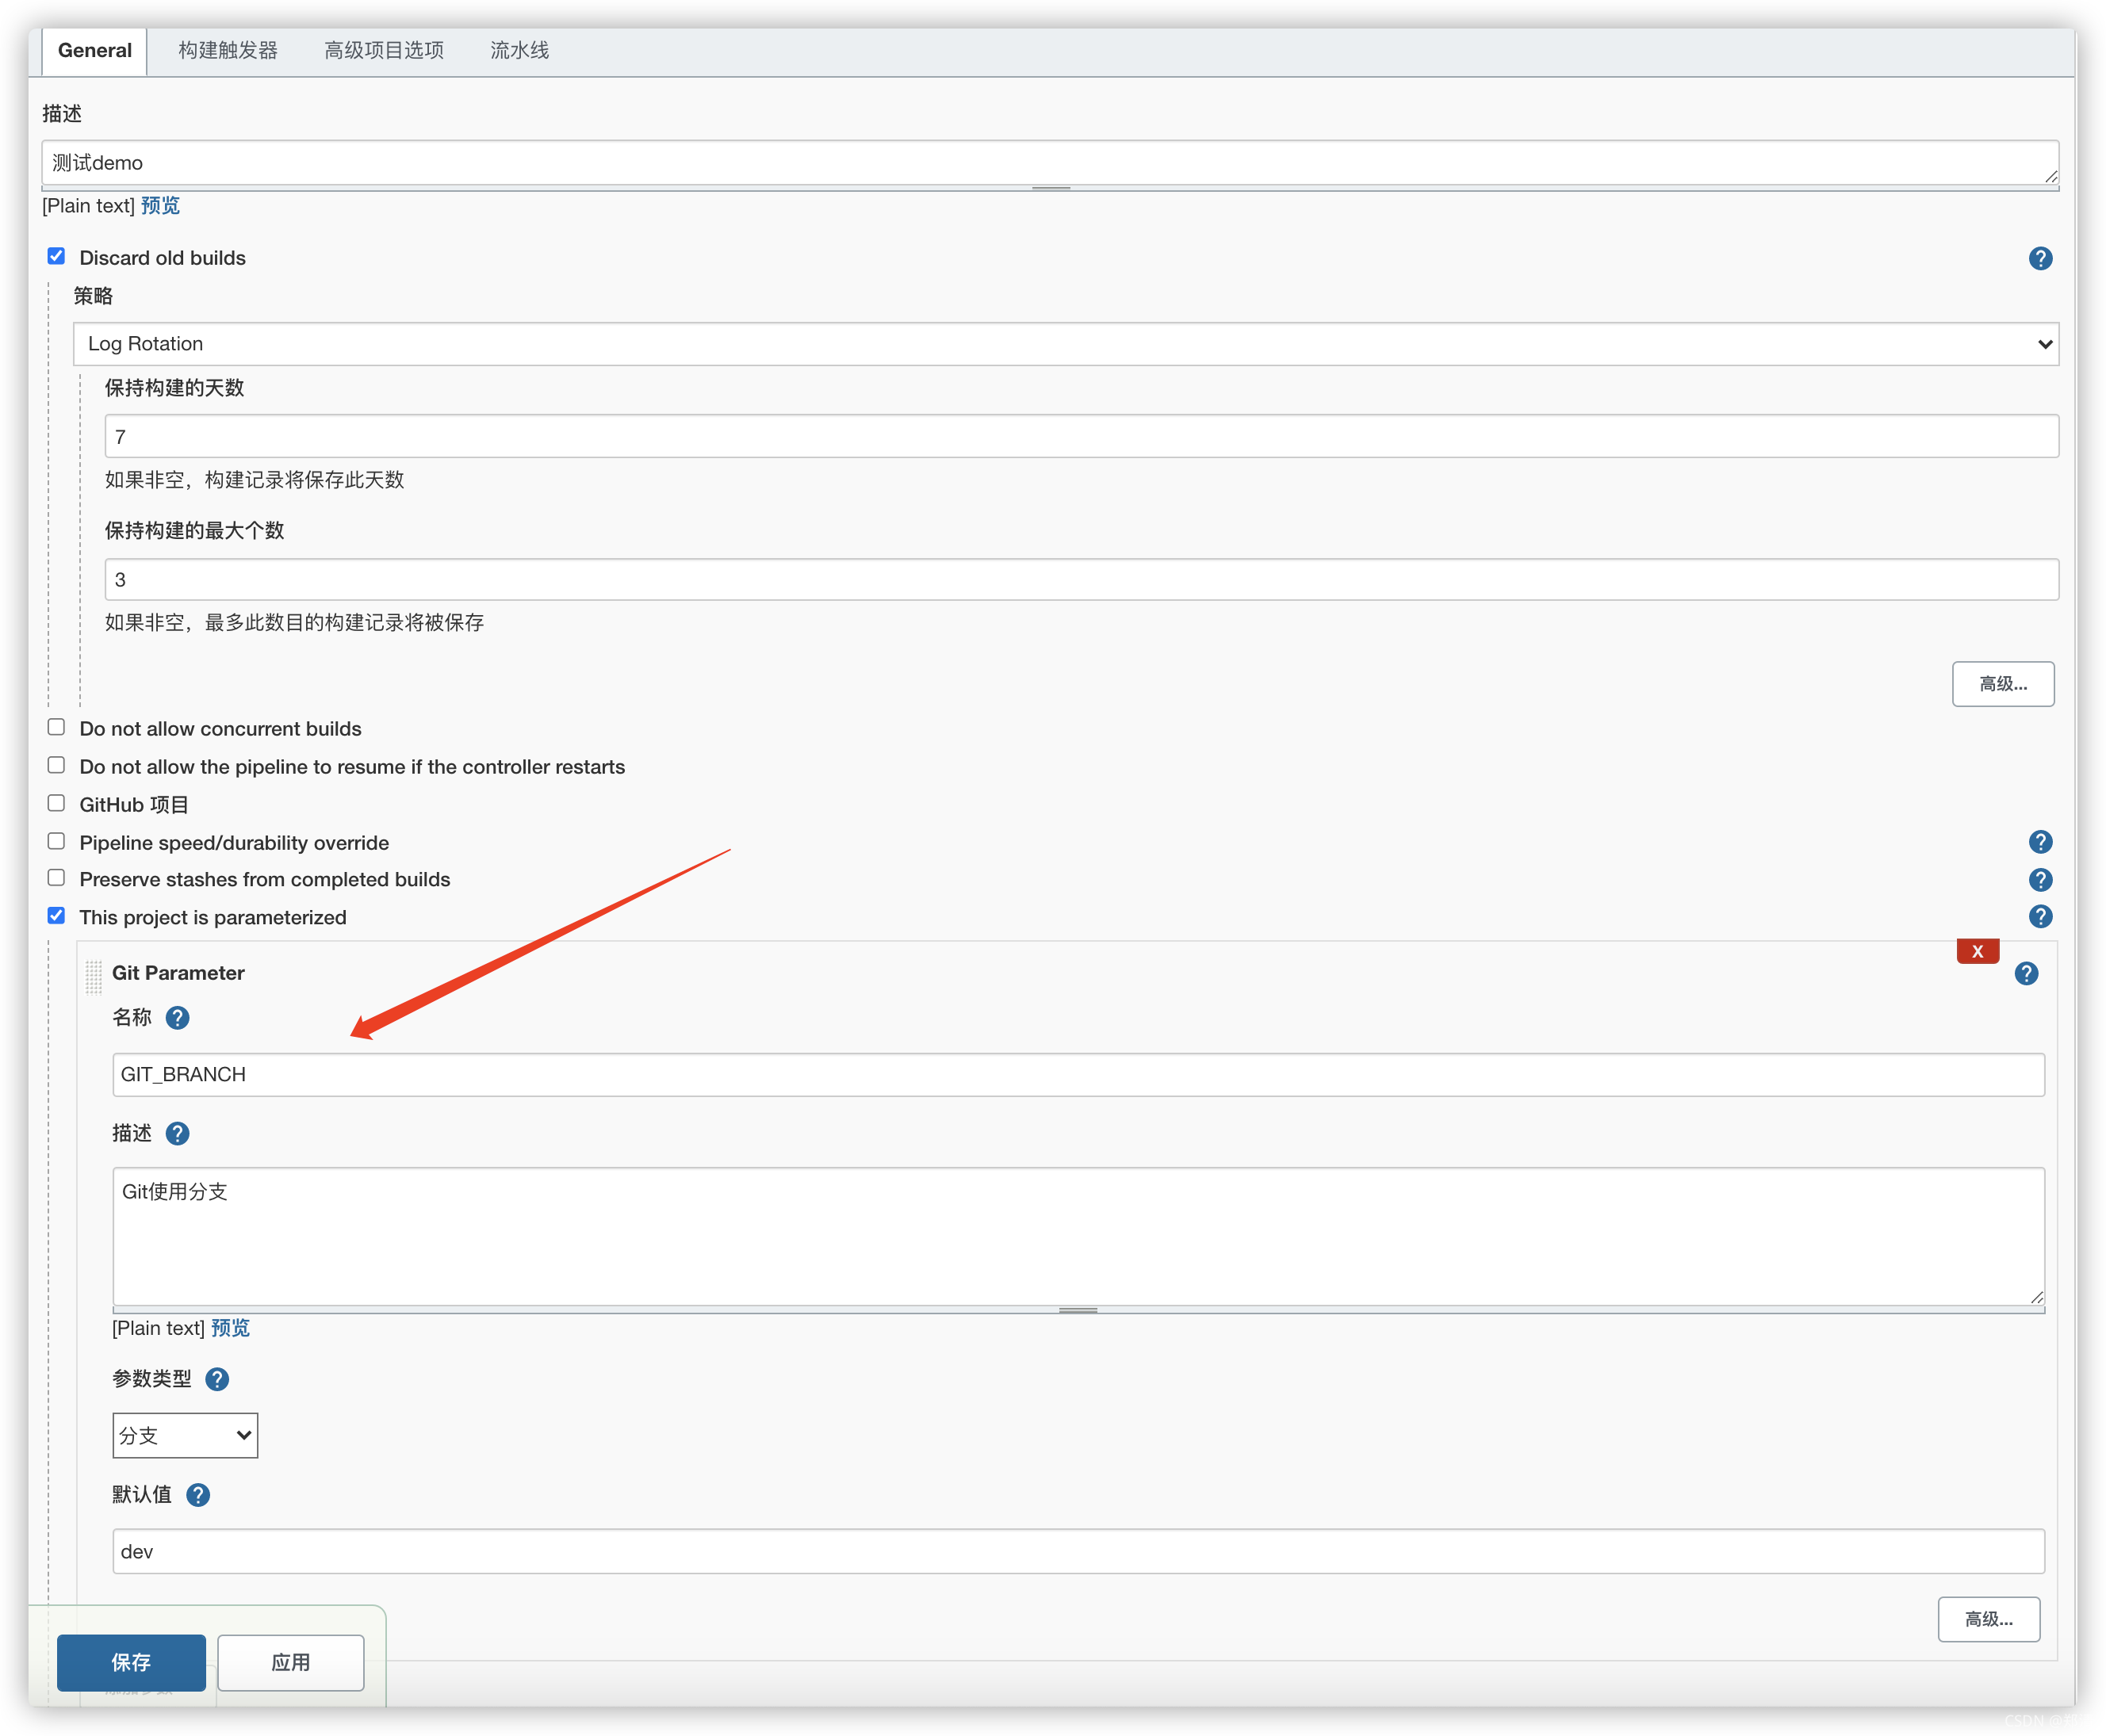 General 构建触发器 高级项目选项 流水线
描述
测试demo
[Plain text] 预览
Discard old builds
策略
Log Rotation
保持构建的天数
7
如果非空，构建记录将保存此天数
保持构建的最大个数
3
如果非空，最多此数目的构建记录将被保存
高级...
Do not allow concurrent builds
Do not allow the pipeline to resume if the controller restarts
GitHub 项目
Pipeline speed/durability override
Preserve stashes from completed builds
This project is parameterized
X
Git Parameter
名称
GIT_BRANCH
描述
Git使用分支
[Plain text] 预览
参数类型
分支
默认值
dev
高级...
保存 应用